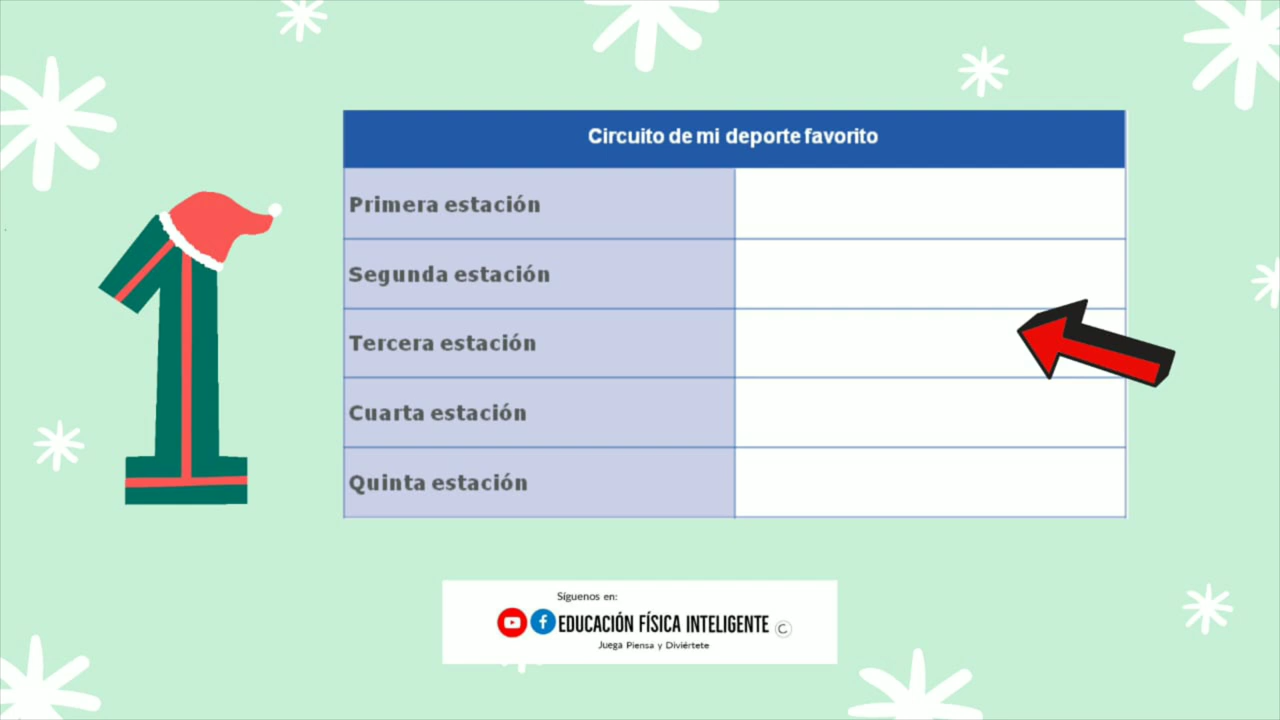 Circuito de mi deporte favorito
Primera estación
Segunda estación
Tercera estación
Cuarta estación
Quinta estación
1
Síguenos en:
EDUCACIÓN FÍSICA INTELIGENTE ©
Juega Piensa y Diviértete